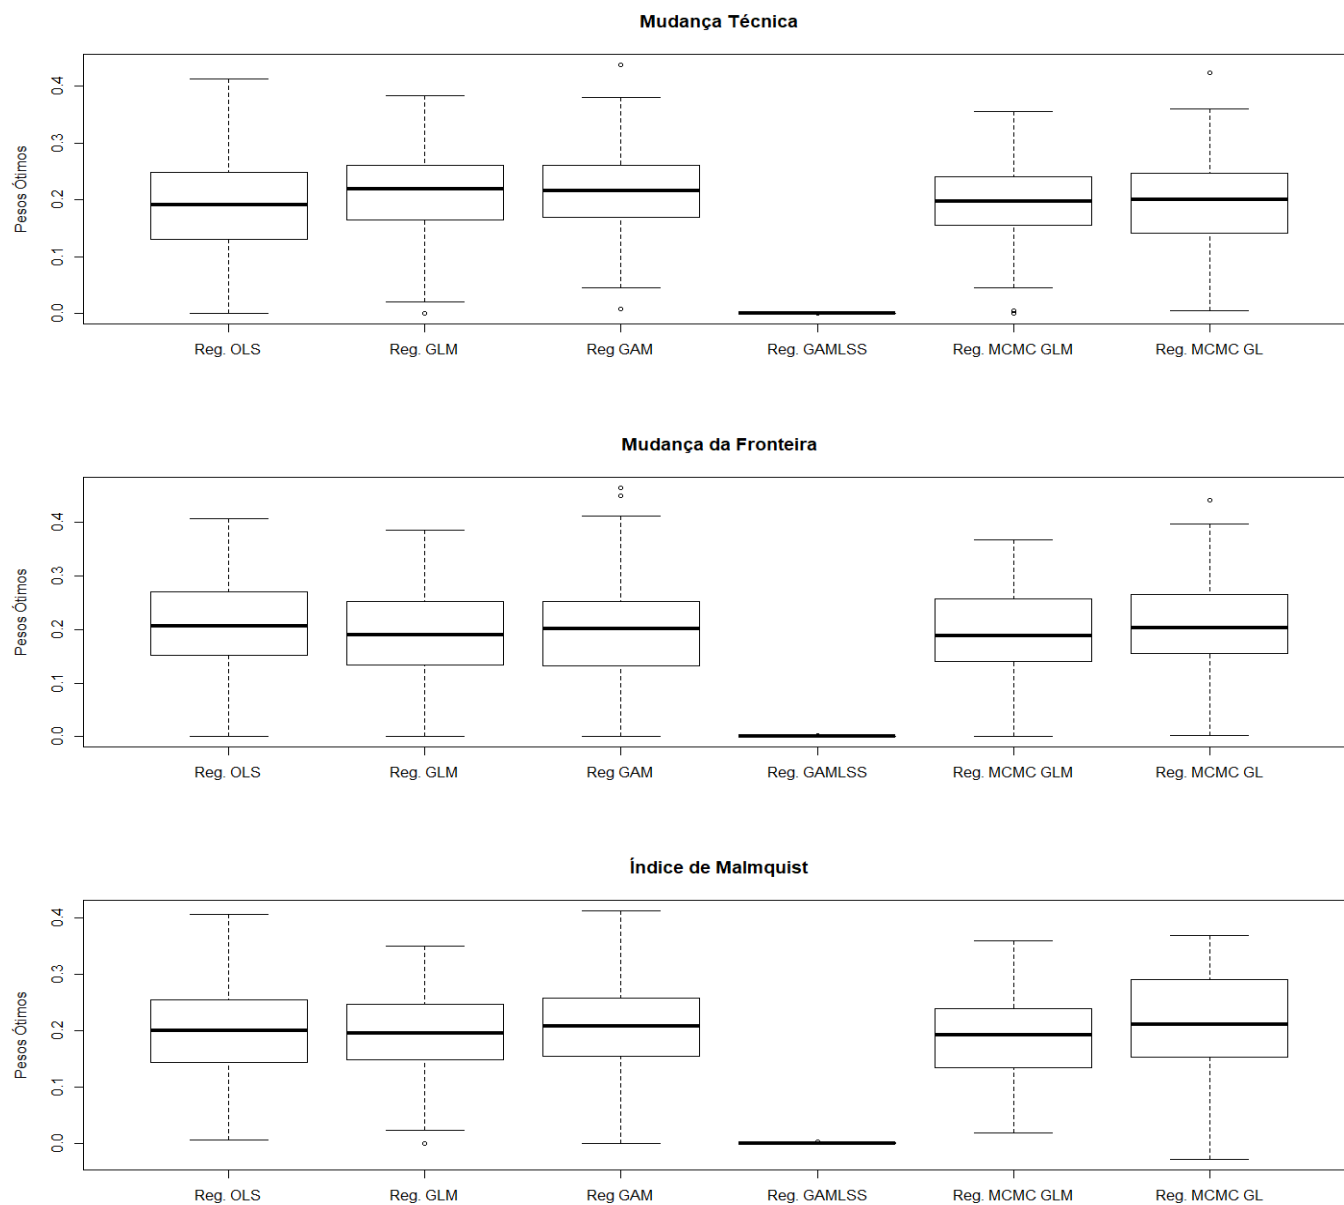 Mudança Técnica
Pesos Ótimos
0.4
0.3
0.2
0.1
0.0
Reg. OLS Reg. GLM Reg GAM Reg. GAMLSS Reg. MCMC GLM Reg. MCMC GL
Mudança da Fronteira
Pesos Ótimos
0.4
0.3
0.2
0.1
0.0
Reg. OLS Reg. GLM Reg GAM Reg. GAMLSS Reg. MCMC GLM Reg. MCMC GL
Índice de Malmquist
Pesos Ótimos
0.4
0.3
0.2
0.1
0.0
Reg. OLS Reg. GLM Reg GAM Reg. GAMLSS Reg. MCMC GLM Reg. MCMC GL